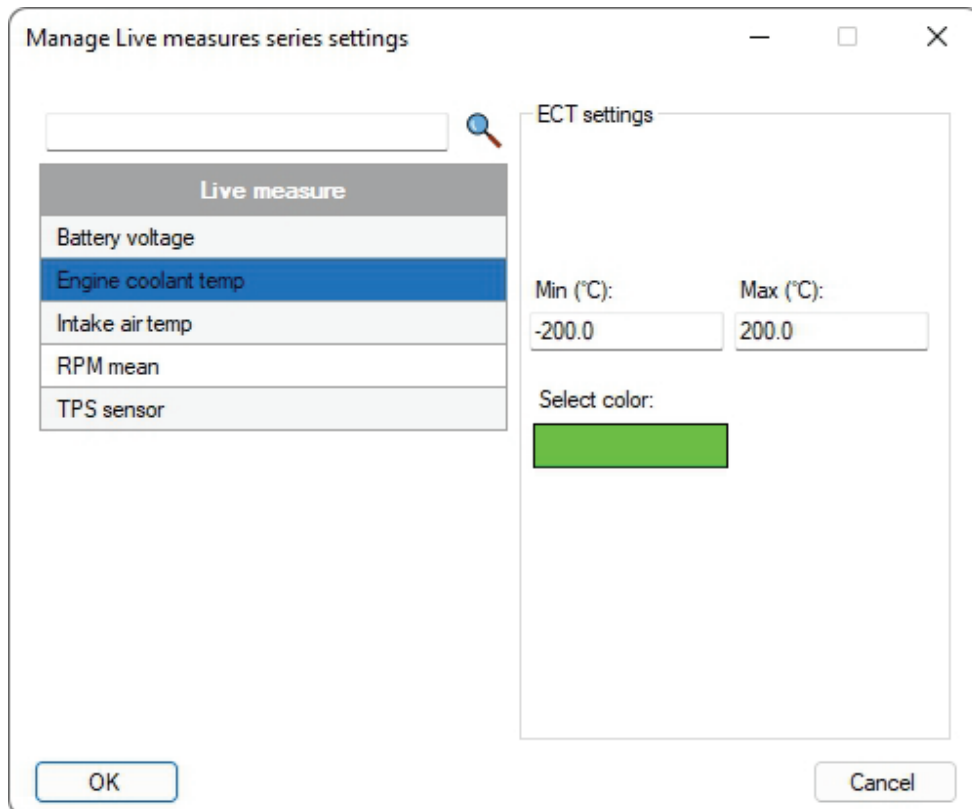 Manage Live measures series settings
Live measure
Battery voltage
Engine coolant temp
Intake air temp
RPM mean
TPS sensor
ECT settings
Min (°C):
Max (°C):
-200.0
200.0
Select color:
OK
Cancel